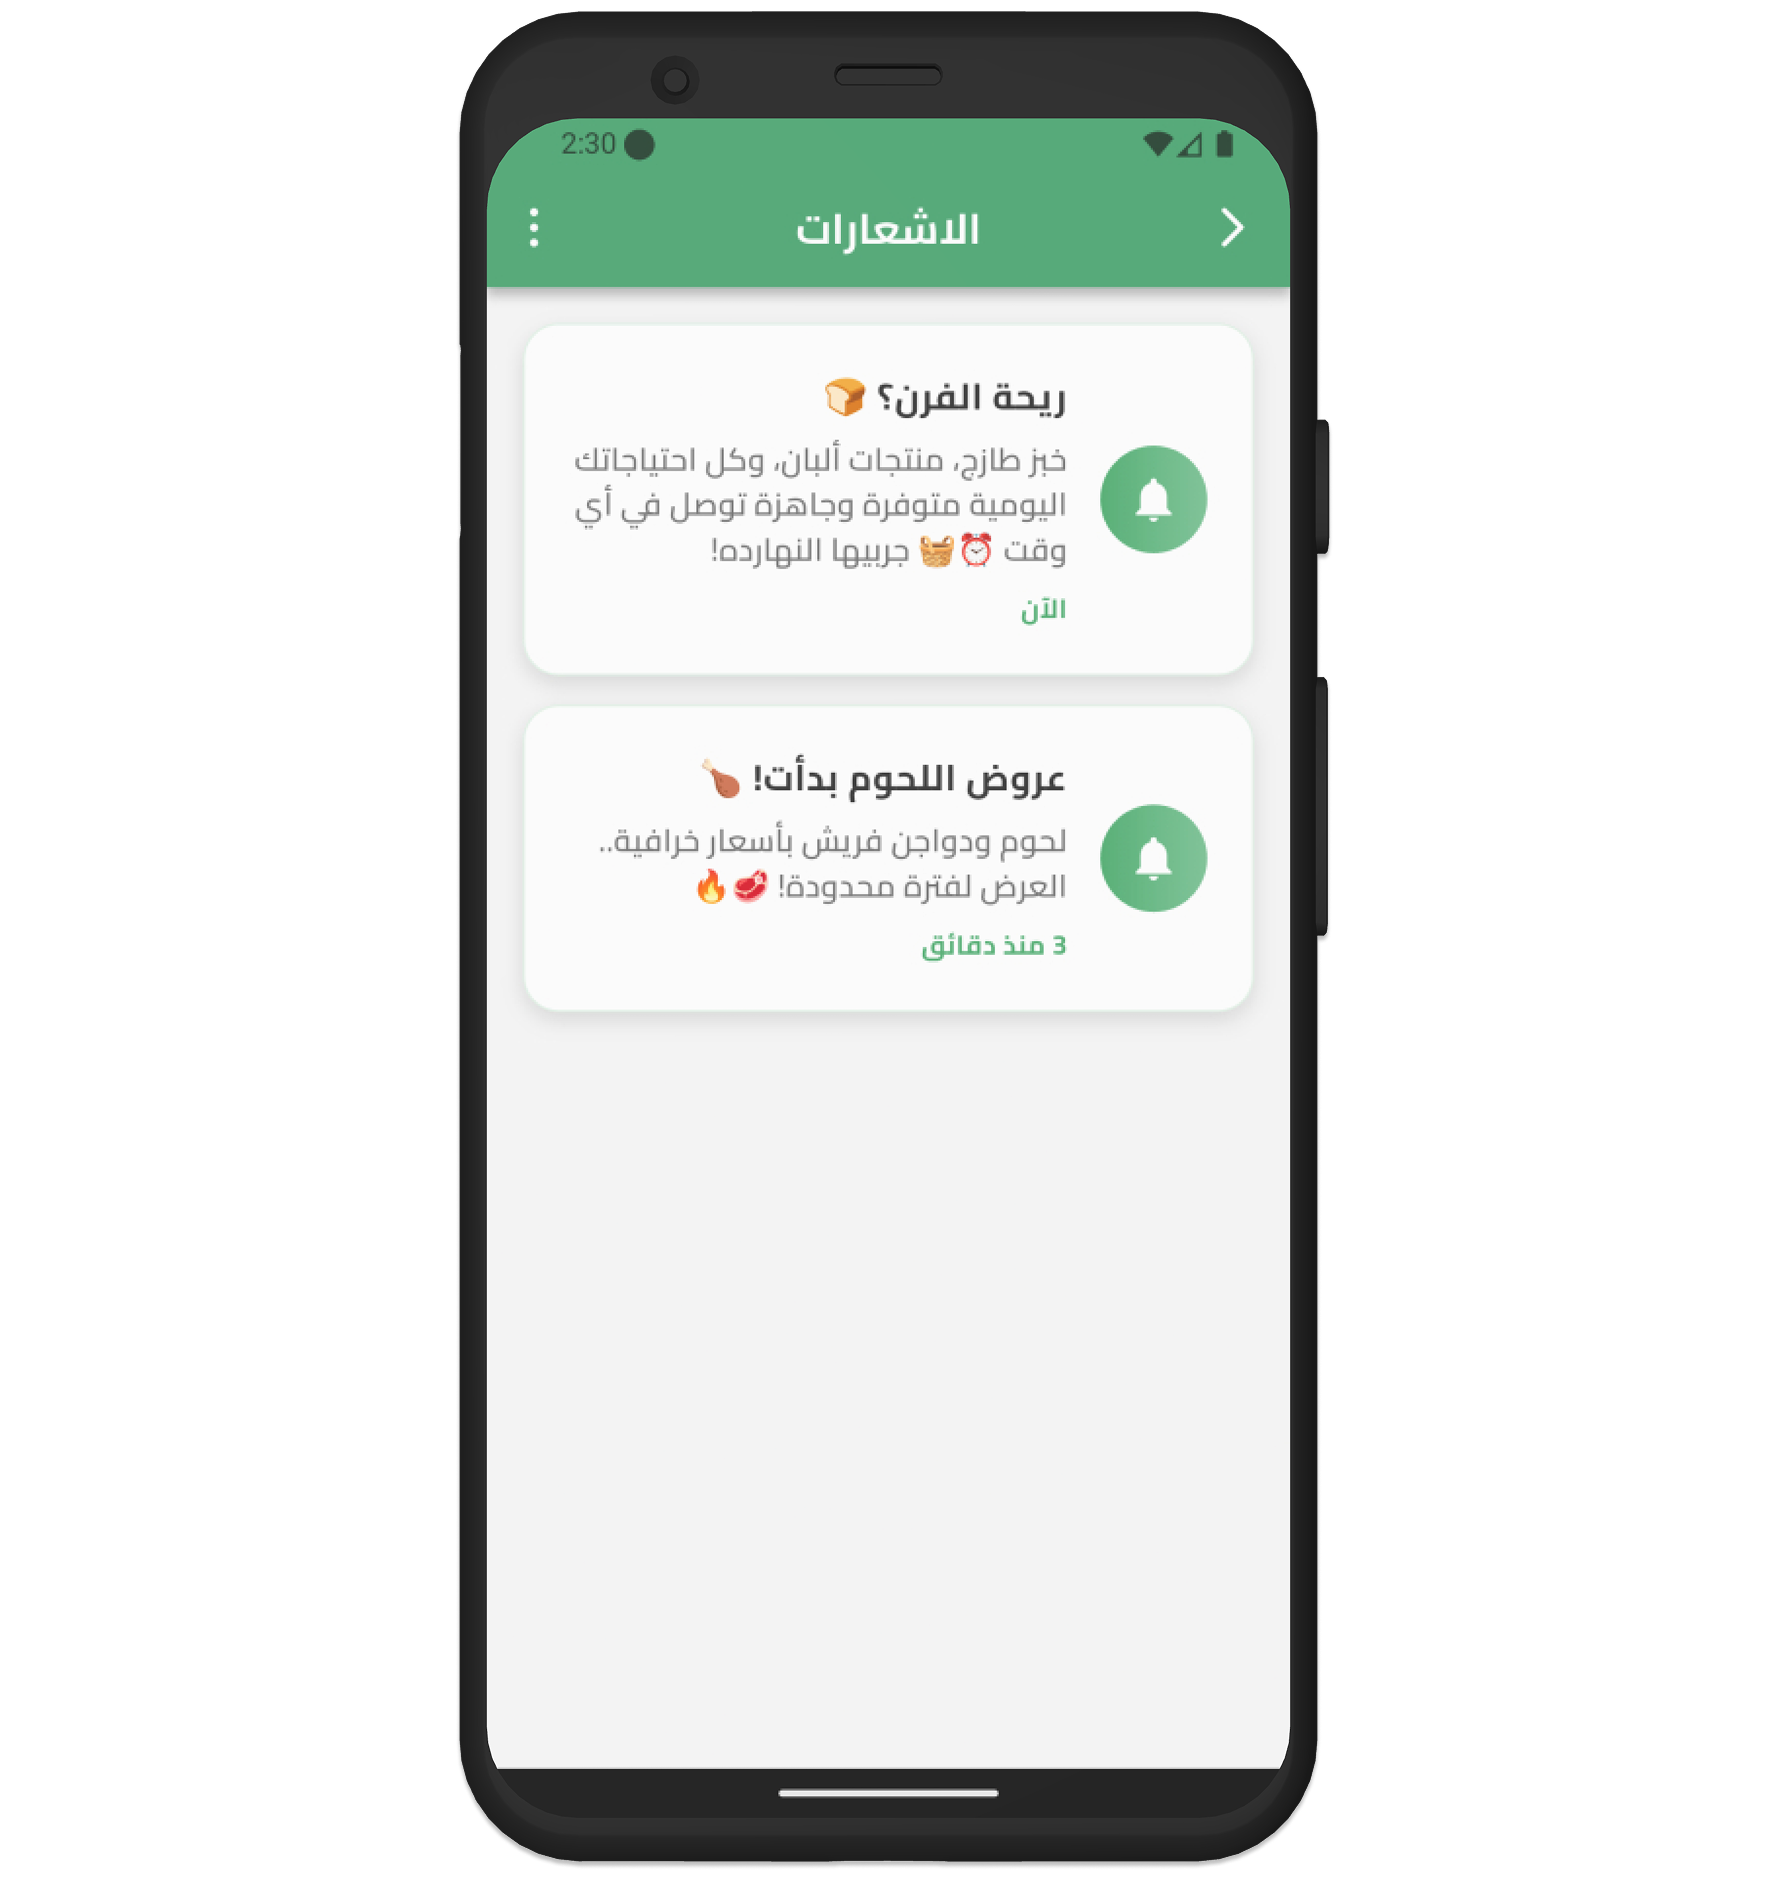 2:30
الاشعارات
ريحة الفرن؟ 🍞
خبز طازج، منتجات ألبان، وكل احتياجاتك
اليومية متوفرة وجاهزة توصل في أي
وقت ⏰🧺 جربيها النهارده!
الآن
عروض اللحوم بدأت! 🍗
لحوم ودواجن فريش بأسعار خرافية..
العرض لفترة محدودة! 🥩🔥
3 منذ دقائق